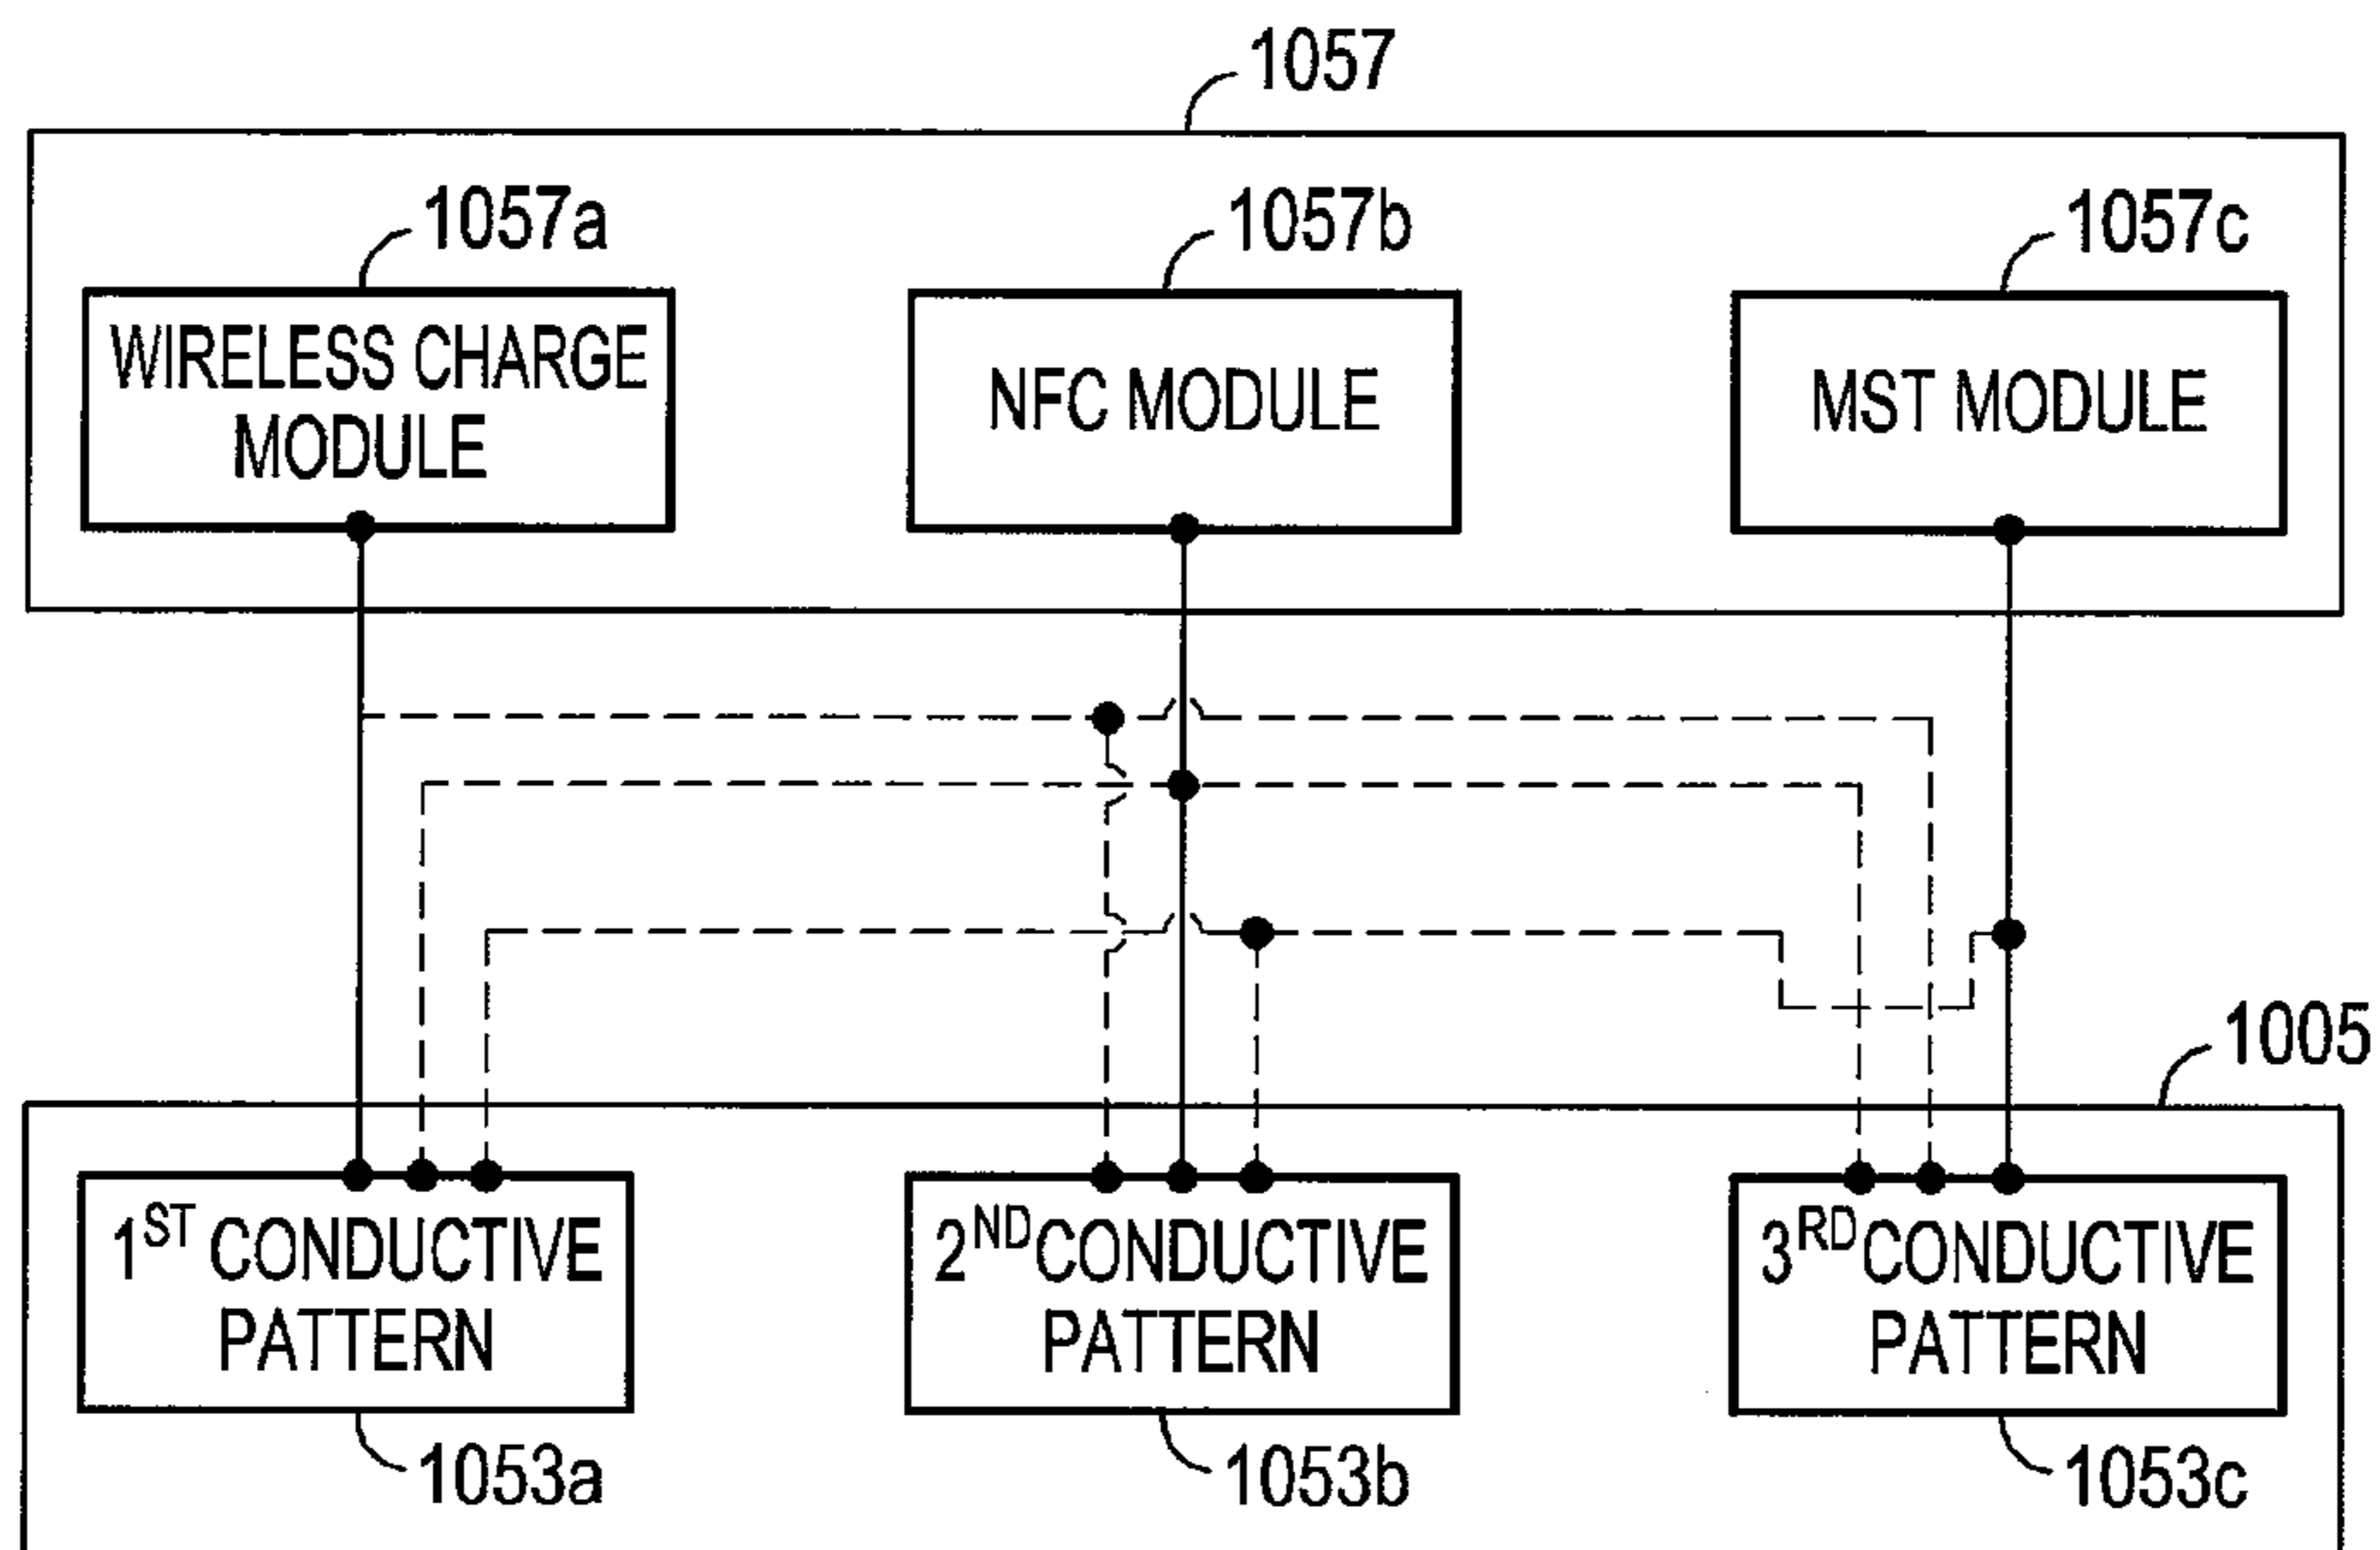 1057
1057a
1057b
1057c
WIRELESS CHARGE
MODULE
NFC MODULE
MST MODULE
1005
1ST CONDUCTIVE
PATTERN
2ND CONDUCTIVE
PATTERN
3RD CONDUCTIVE
PATTERN
1053a
1053b
1053c